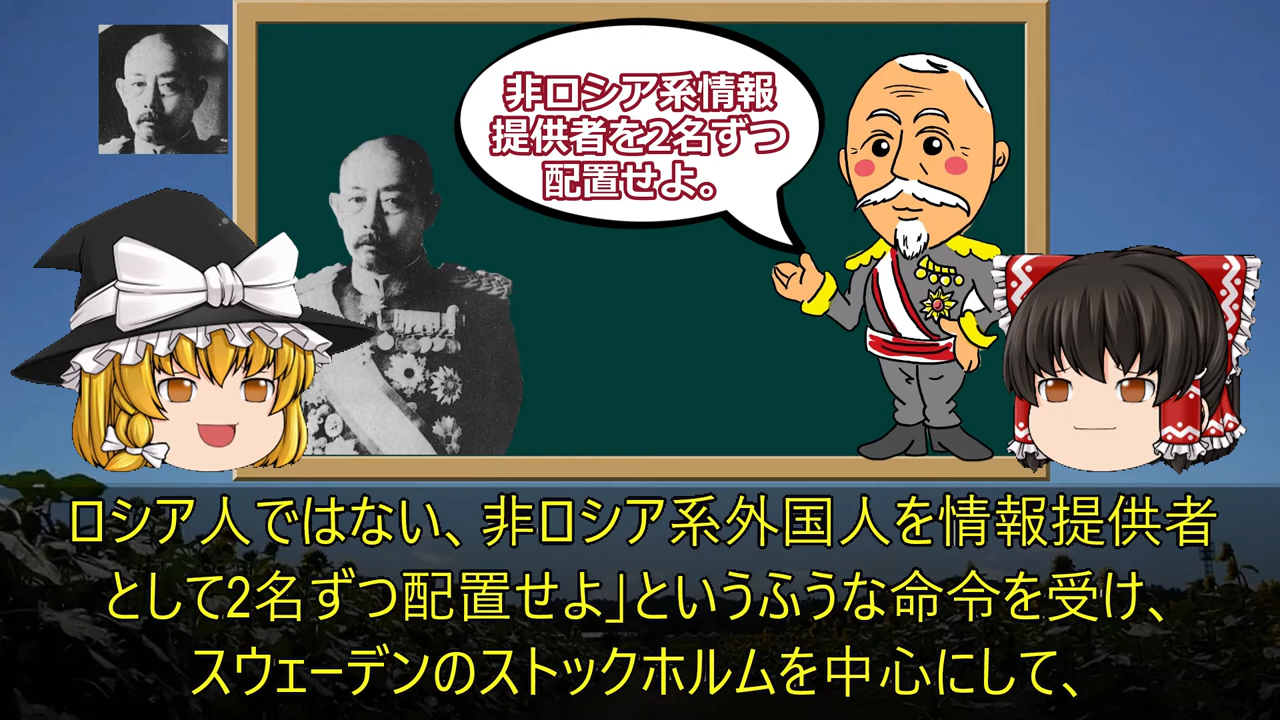 非ロシア系情報
提供者を2名ずつ
配置せよ。
ロシア人ではない、非ロシア系外国人を情報提供者
として2名ずつ配置せよ」というふうな命令を受け、
スウェーデンのストックホルムを中心にして、